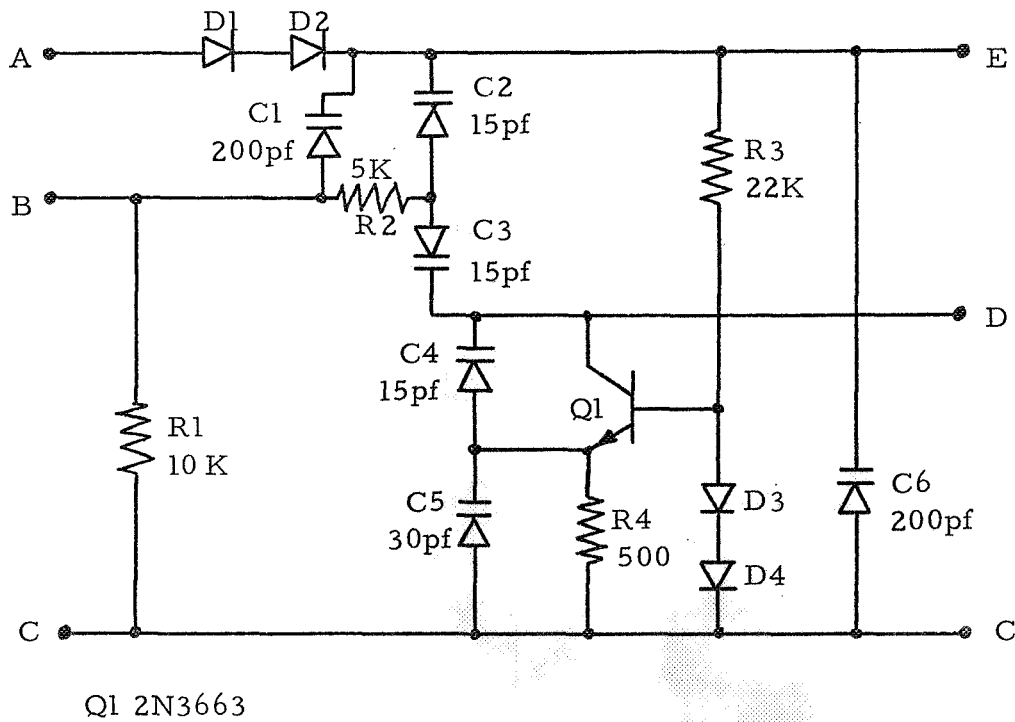 D1 D2
A
E
C1
200pf
C2
15pf
5K
R2
R3
22K
B
C3
15pf
D
C4
15pf
Q1
R1
10 K
C5
30pf
R4
500
D3
C6
200pf
D4
C
C
Q1 2N3663